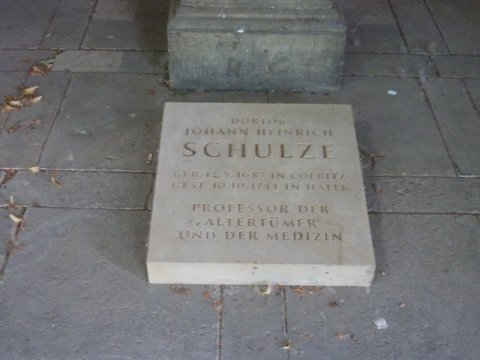 DOKTOR
JOHANN HEINRICH
SCHULZE
GEB. 12.5.1687 IN COLBITZ
GEST. 10.10.1744 IN HALLE
PROFESSOR DER
ALTERTÜMER
UND DER MEDIZIN